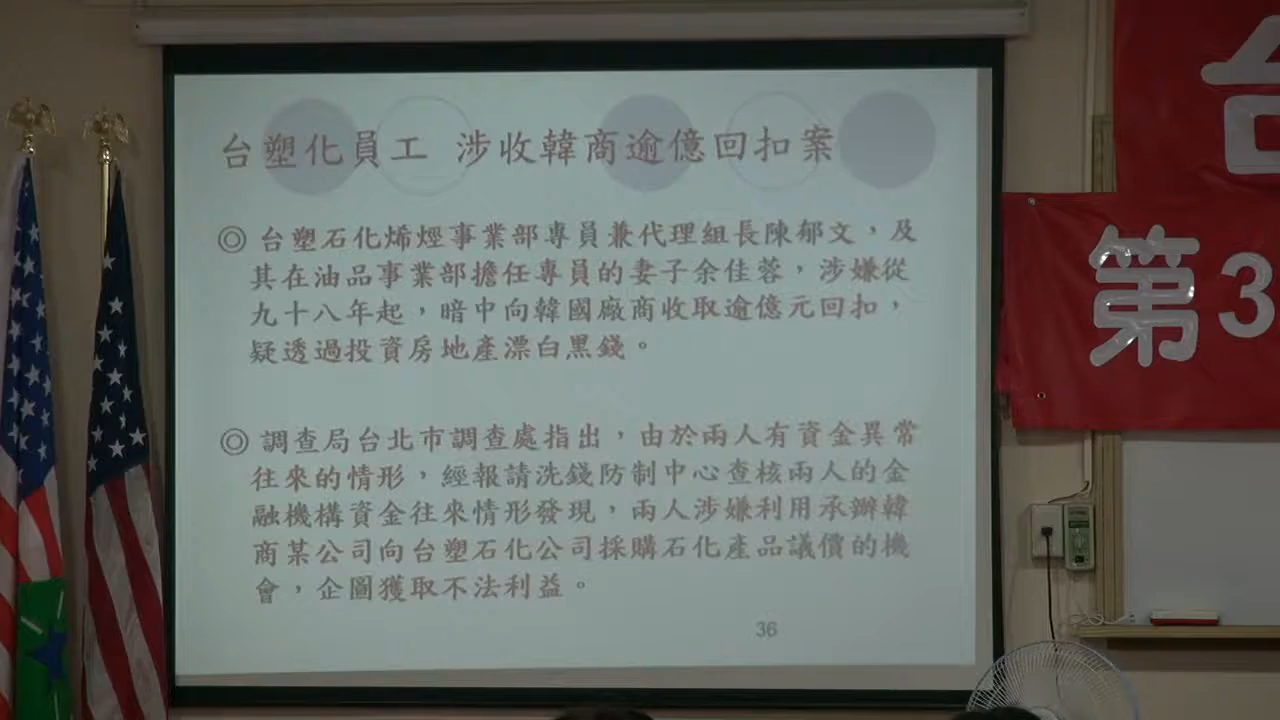 台塑化員工 涉收韓商逾億回扣案
◎ 台塑石化烯烴事業部專員兼代理組長陳郁文，及
其在油品事業部擔任專員的妻子余佳蓉，涉嫌從
九十八年起，暗中向韓國廠商收取逾億元回扣，
疑透過投資房地產漂白黑錢。
◎ 調查局台北市調查處指出，由於兩人有資金異常
往來的情形，經報請洗錢防制中心查核兩人的金
融機構資金往來情形發現，兩人涉嫌利用承辦韓
商某公司向台塑石化公司採購石化產品議價的機
會，企圖獲取不法利益。
36
台
第3